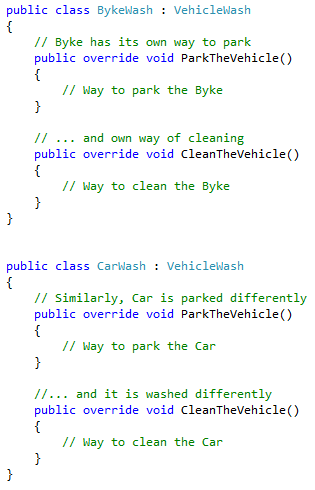 public class BykeWash : VehicleWash
{
    // Byke has its own way to park
    public override void ParkTheVehicle()
    {
        // Way to park the Byke
    }

    // ... and own way of cleaning
    public override void CleanTheVehicle()
    {
        // Way to clean the Byke
    }
}

public class CarWash : VehicleWash
{
    // Similarly, Car is parked differently
    public override void ParkTheVehicle()
    {
        // Way to park the Car
    }

    //... and it is washed differently
    public override void CleanTheVehicle()
    {
        // Way to clean the Car
    }
}